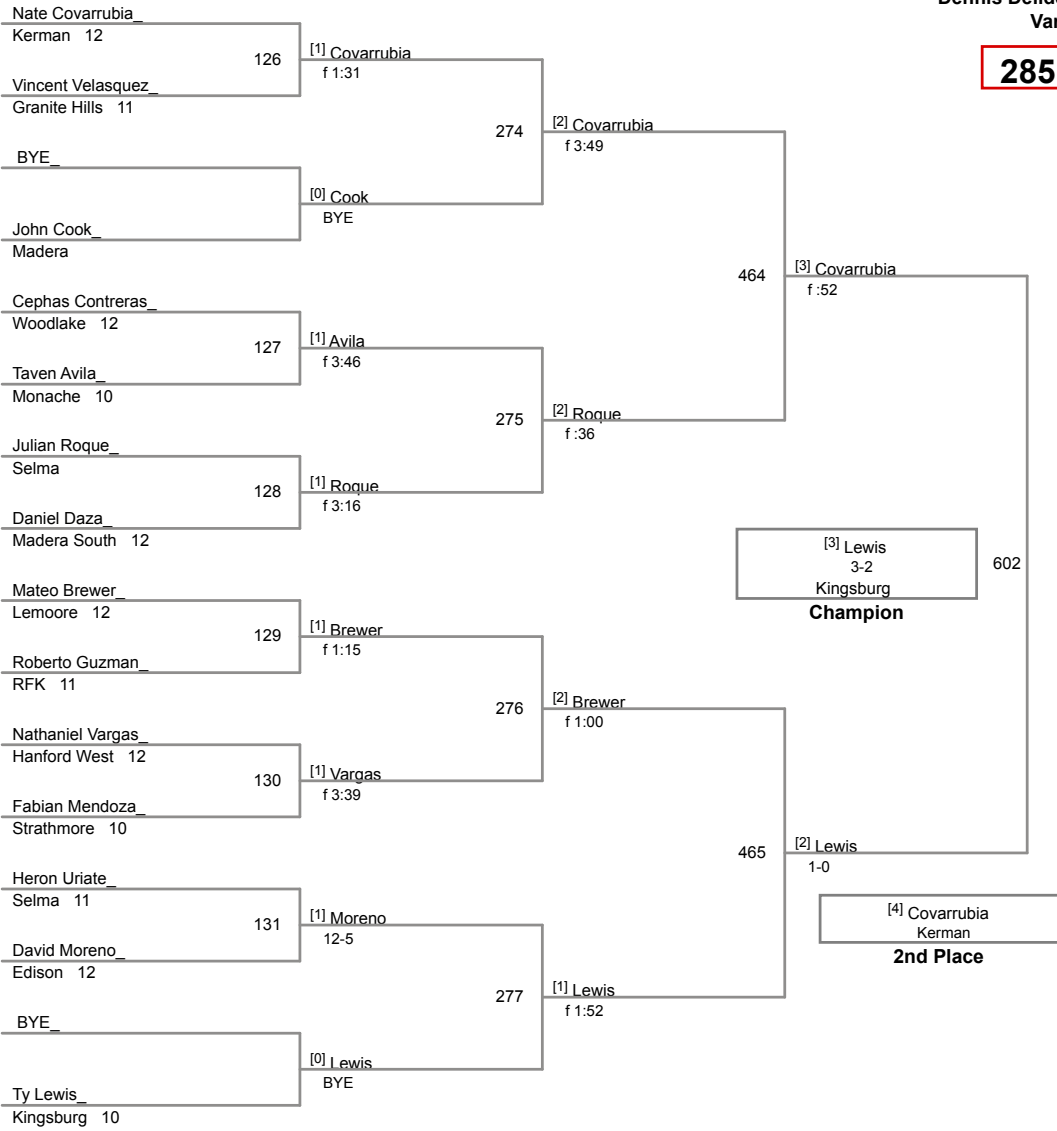 Nate Covarrubia_
Kerman 12
126
Vincent Velasquez_
Granite Hills 11
BYE_
John Cook_
Madera
Cephas Contreras_
Woodlake 12
127
Taven Avila_
Monache 10
Julian Roque_
Selma
128
Daniel Daza_
Madera South 12
Mateo Brewer_
Lemoore 12
129
Roberto Guzman_
RFK 11
Nathaniel Vargas_
Hanford West 12
130
Fabian Mendoza_
Strathmore 10
Heron Uriate_
Selma 11
131
David Moreno_
Edison 12
BYE_
Ty Lewis_
Kingsburg 10
[1] Covarrubia
f 1:31
274
[0] Cook
BYE
[1] Avila
f 3:46
275
[1] Roque
f 3:16
[1] Brewer
f 1:15
276
[1] Vargas
f 3:39
[1] Moreno
12-5
277
[0] Lewis
BYE
[2] Covarrubia
f 3:49
464
[2] Roque
f :36
[2] Brewer
f 1:00
465
[1] Lewis
f 1:52
[3] Covarrubia
f :52
602
[2] Lewis
1-0
[3] Lewis
3-2
Kingsburg
Champion
[4] Covarrubia
Kerman
2nd Place
Dennis
285